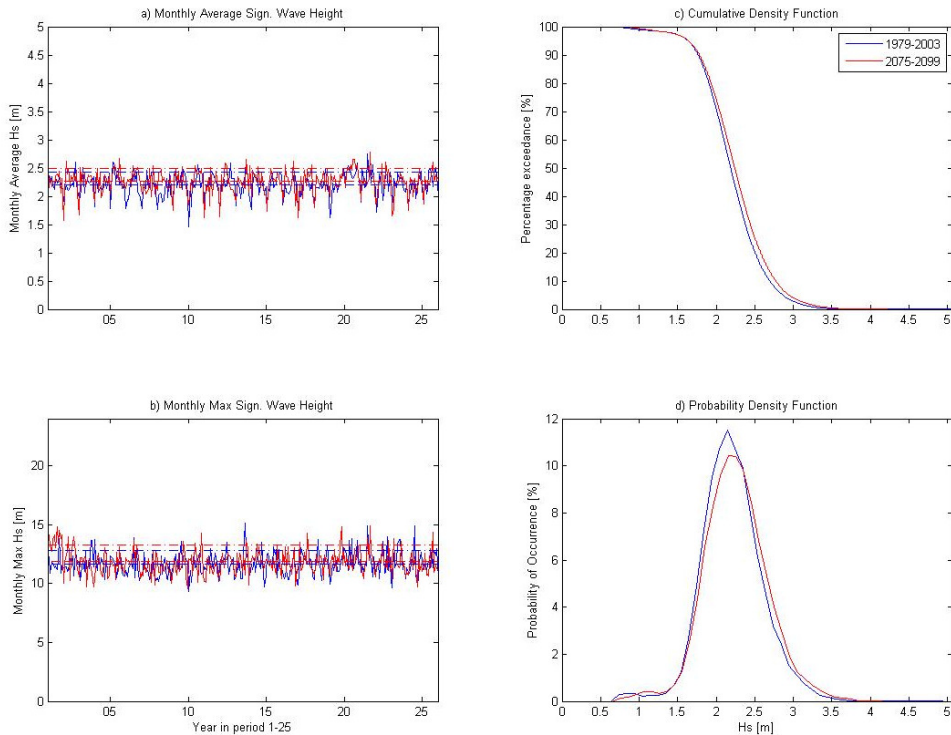 a) Monthly Average Sign. Wave Height
5
4.5
4
3.5
3
2.5
2
1.5
1
0.5
0
Monthly Average Hs [m]
05 10 15 20 25
c) Cumulative Density Function
100
90
80
70
60
50
40
30
20
10
0
Percentage exceedance [%]
1979-2003
2075-2099
0 0.5 1 1.5 2 2.5 3 3.5 4 4.5 5
b) Monthly Max Sign. Wave Height
20
15
10
5
0
Monthly Max Hs [m]
05 10 15 20 25
Year in period 1-25
d) Probability Density Function
12
10
8
6
4
2
0
Probability of Occurrence [%]
0 0.5 1 1.5 2 2.5 3 3.5 4 4.5 5
Hs [m]